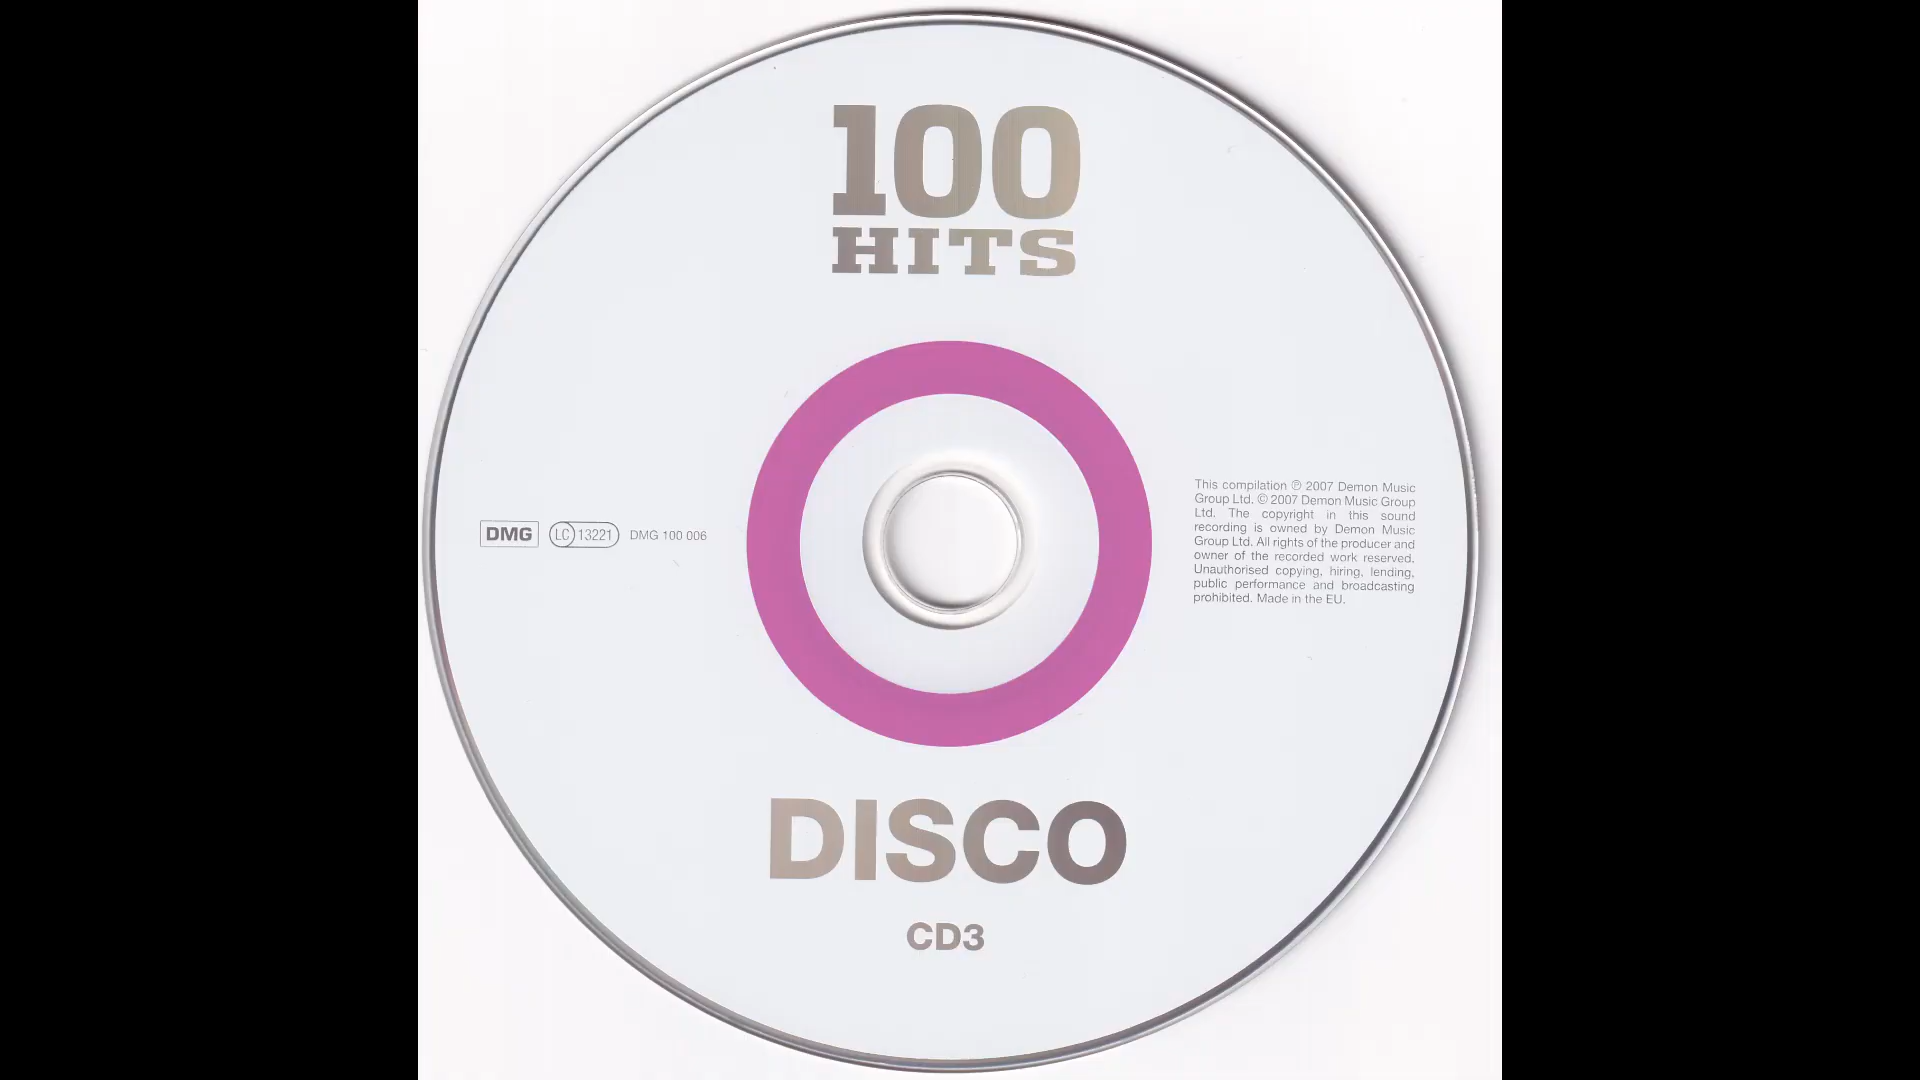 100
HITS
DMG LC 13221 DMG 100 006
This compilation ℗ 2007 Demon Music
Group Ltd. © 2007 Demon Music Group
Ltd. The copyright in this sound
recording is owned by Demon Music
Group Ltd. All rights of the producer and
owner of the recorded work reserved.
Unauthorised copying, hiring, lending,
public performance and broadcasting
prohibited. Made in the EU.
DISCO
CD3